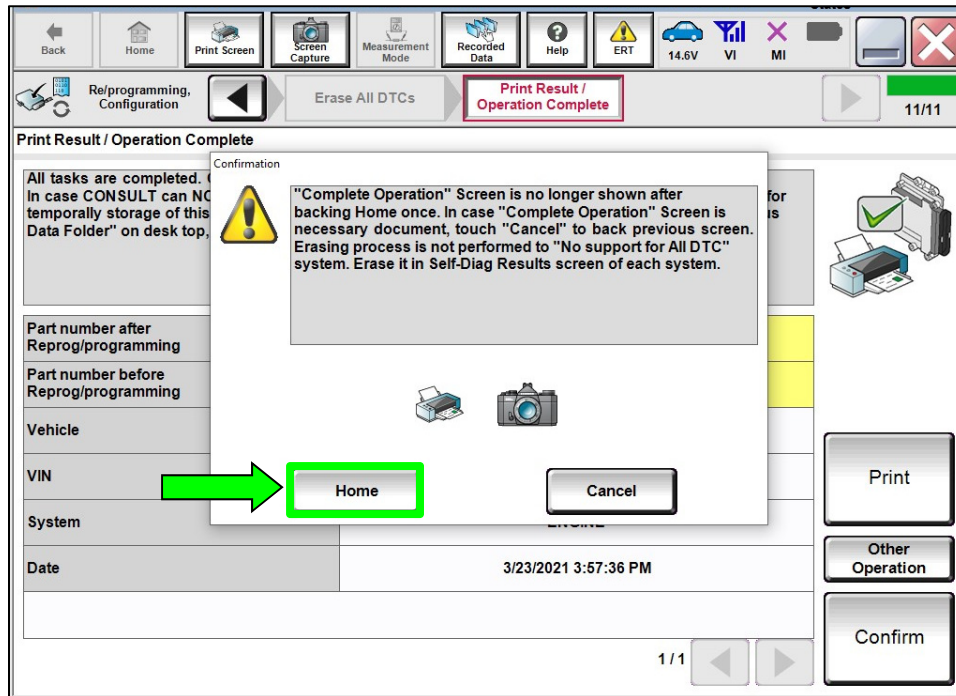 Back
Home
Print Screen
Screen
Capture
Measurement
Mode
Recorded
Data
Help
ERT
14.6V
VI
MI
Re/programming,
Configuration
Erase All DTCs
Print Result /
Operation Complete
11/11
Print Result / Operation Complete
All tasks are completed.
In case CONSULT can NO
for
temporally storage of this
Data Folder" on desk top,
Confirmation
"Complete Operation" Screen is no longer shown after
backing Home once. In case "Complete Operation" Screen is
necessary document, touch "Cancel" to back previous screen.
Erasing process is not performed to "No support for All DTC"
system. Erase it in Self-Diag Results screen of each system.
Part number after
Reprog/programming
Part number before
Reprog/programming
Vehicle
VIN
Home
Cancel
Print
System
Date
3/23/2021 3:57:36 PM
Other
Operation
1/1
Confirm